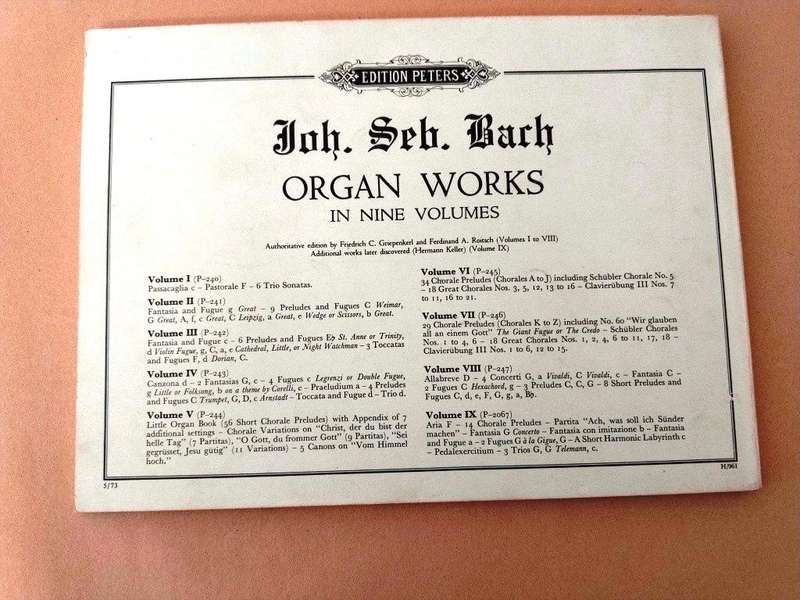 EDITION PETERS
Joh. Seb. Bach
ORGAN WORKS
IN NINE VOLUMES
Authoritative edition by Friedrich C. Griepenkerl and Ferdinand A. Roitsch (Volumes I to VIII)
Additional works later discovered (Hermann Keller) (Volume IX)
Volume I (P-240)
Passacaglia c – Pastorale F – 6 Trio Sonatas.
Volume II (P-241)
Fantasia and Fugue g Great – 9 Preludes and Fugues C Weimar,
G Great, A, f, c Great, C Leipzig, a Great, e Wedge or Scissors, b Great.
Volume III (P-242)
Fantasia and Fugue c – 6 Preludes and Fugues E♭ St. Anne or Trinity,
d Violin Fugue, g, C, a, e Cathedral, Little, or Night Watchman – 3 Toccatas
and Fugues F, d Dorian, C.
Volume IV (P-243)
Canzona d – 2 Fantasias G, c – 4 Fugues c Legrenzi or Double Fugue,
g Little or Folksung, b on a theme by Corelli, c – Praeludium a – 4 Preludes
and Fugues C Trumpet, G, D, c Arnstadt – Toccata and Fugue d – Trio d.
Volume V (P-244)
Little Organ Book (56 Short Chorale Preludes) with Appendix of 7
additional settings – Chorale Variations on "Christ, der du bist der
helle Tag" (7 Partitas), "O Gott, du frommer Gott" (9 Partitas), "Sei
gegrüsset, Jesu gütig" (11 Variations) – 5 Canons on "Vom Himmel
hoch."
Volume VI (P-245)
34 Chorale Preludes (Chorales A to J) including Schübler Chorale No. 5
– 18 Great Chorales Nos. 3, 5, 12, 13, 16 – Clavierübung III Nos. 7
to 11, 16 to 21.
Volume VII (P-246)
29 Chorale Preludes (Chorales K to Z) including No. 60 "Wir glauben
all an einem Gott" The Giant Fugue or The Credo – Schübler Chorales
Nos. 1 to 4, 6 – 18 Great Chorales Nos. 1, 2, 4, 6 to 11, 17, 18 –
Clavierübung III Nos. 1 to 6, 12 to 15.
Volume VIII (P-247)
Allabreve D – 4 Concerti G, a Vivaldi, C Vivaldi, C – Fantasia C –
2 Fugues C Hexachord, g – 3 Preludes C, C, G – 8 Short Preludes and
Fugues C, d, e, F, G, g, a, B♭.
Volume IX (P-2067)
Aria F – 14 Chorale Preludes – Partita "Ach, was soll ich Sünder
machen" – Fantasia G Concerto – Fantasia con imitazione b – Fantasia
and Fugue a – 2 Fugues G à la Gigue, G – A Short Harmonic Labyrinth c
– Pedalexercitium – 3 Trios G, G Telemann, c.
5/73
H/961